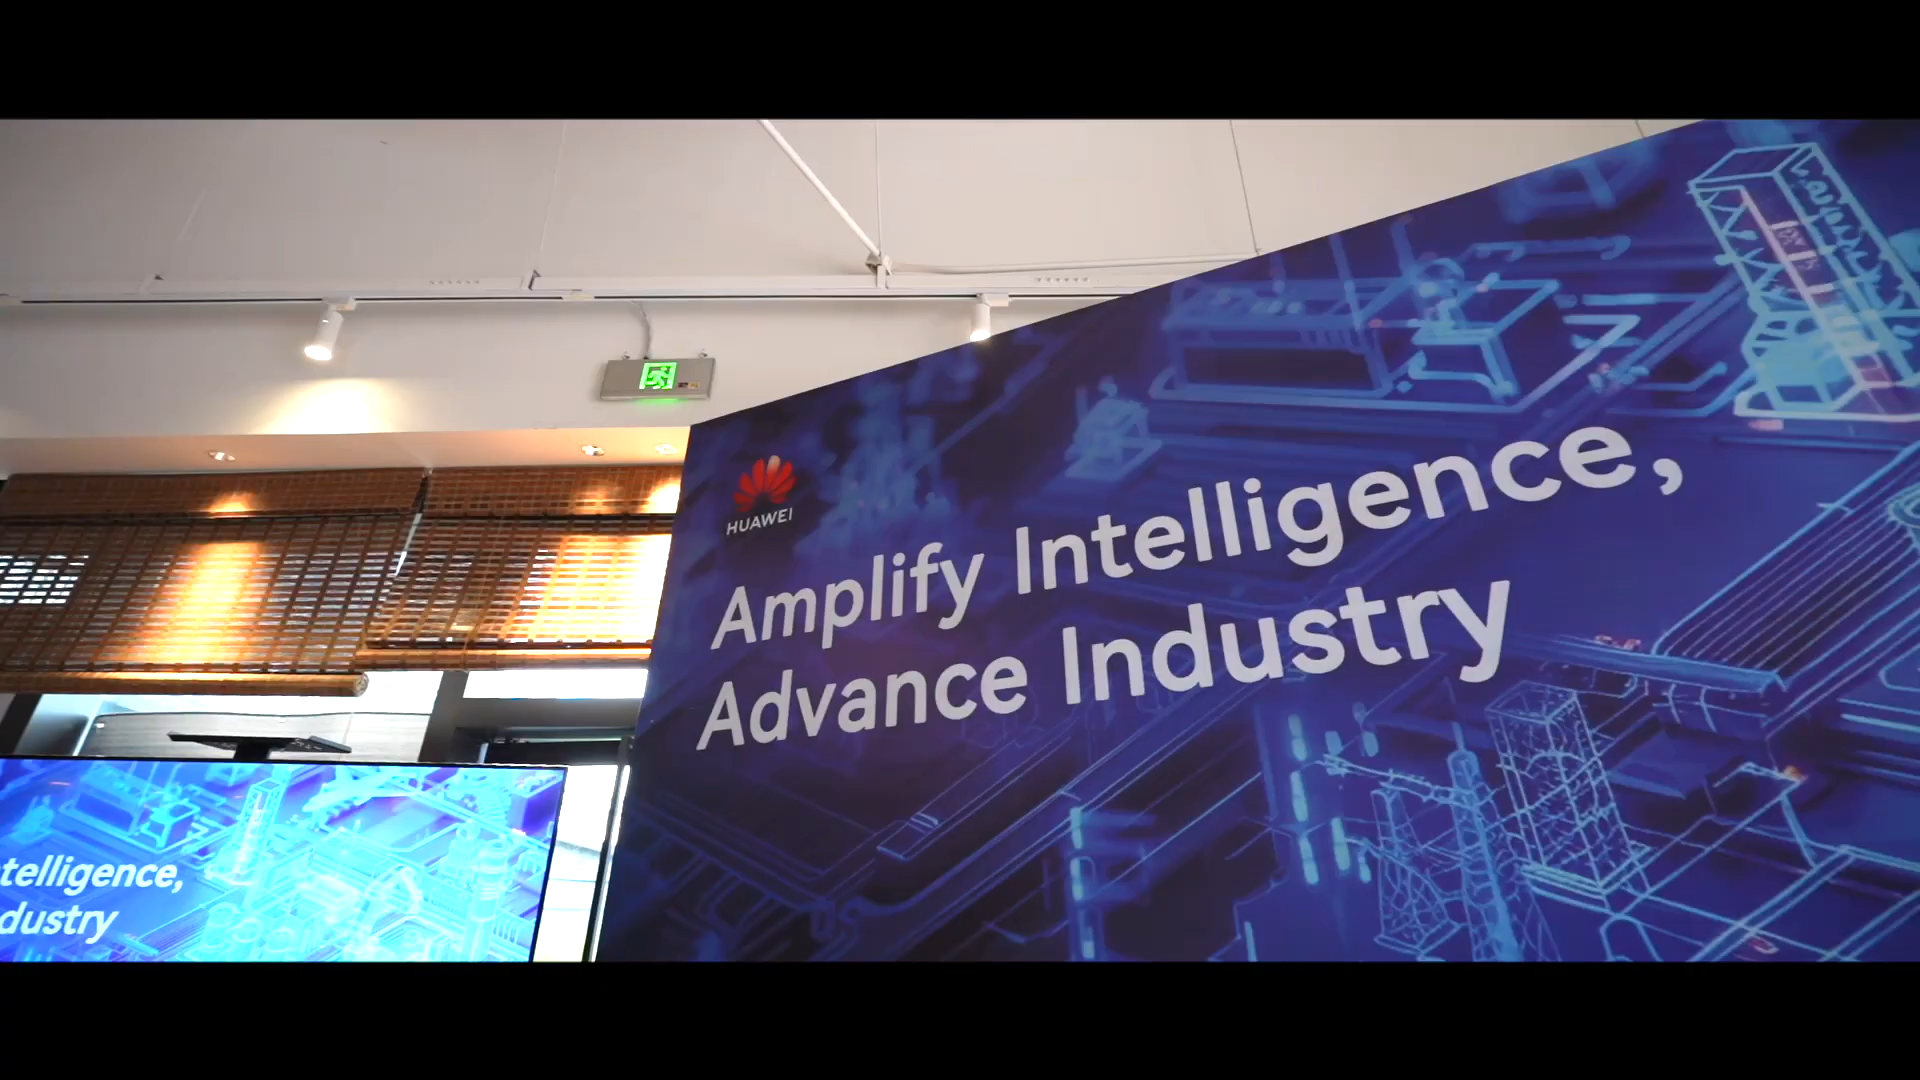 HUAWEI
Amplify Intelligence,
Advance Industry
telligence,
dustry